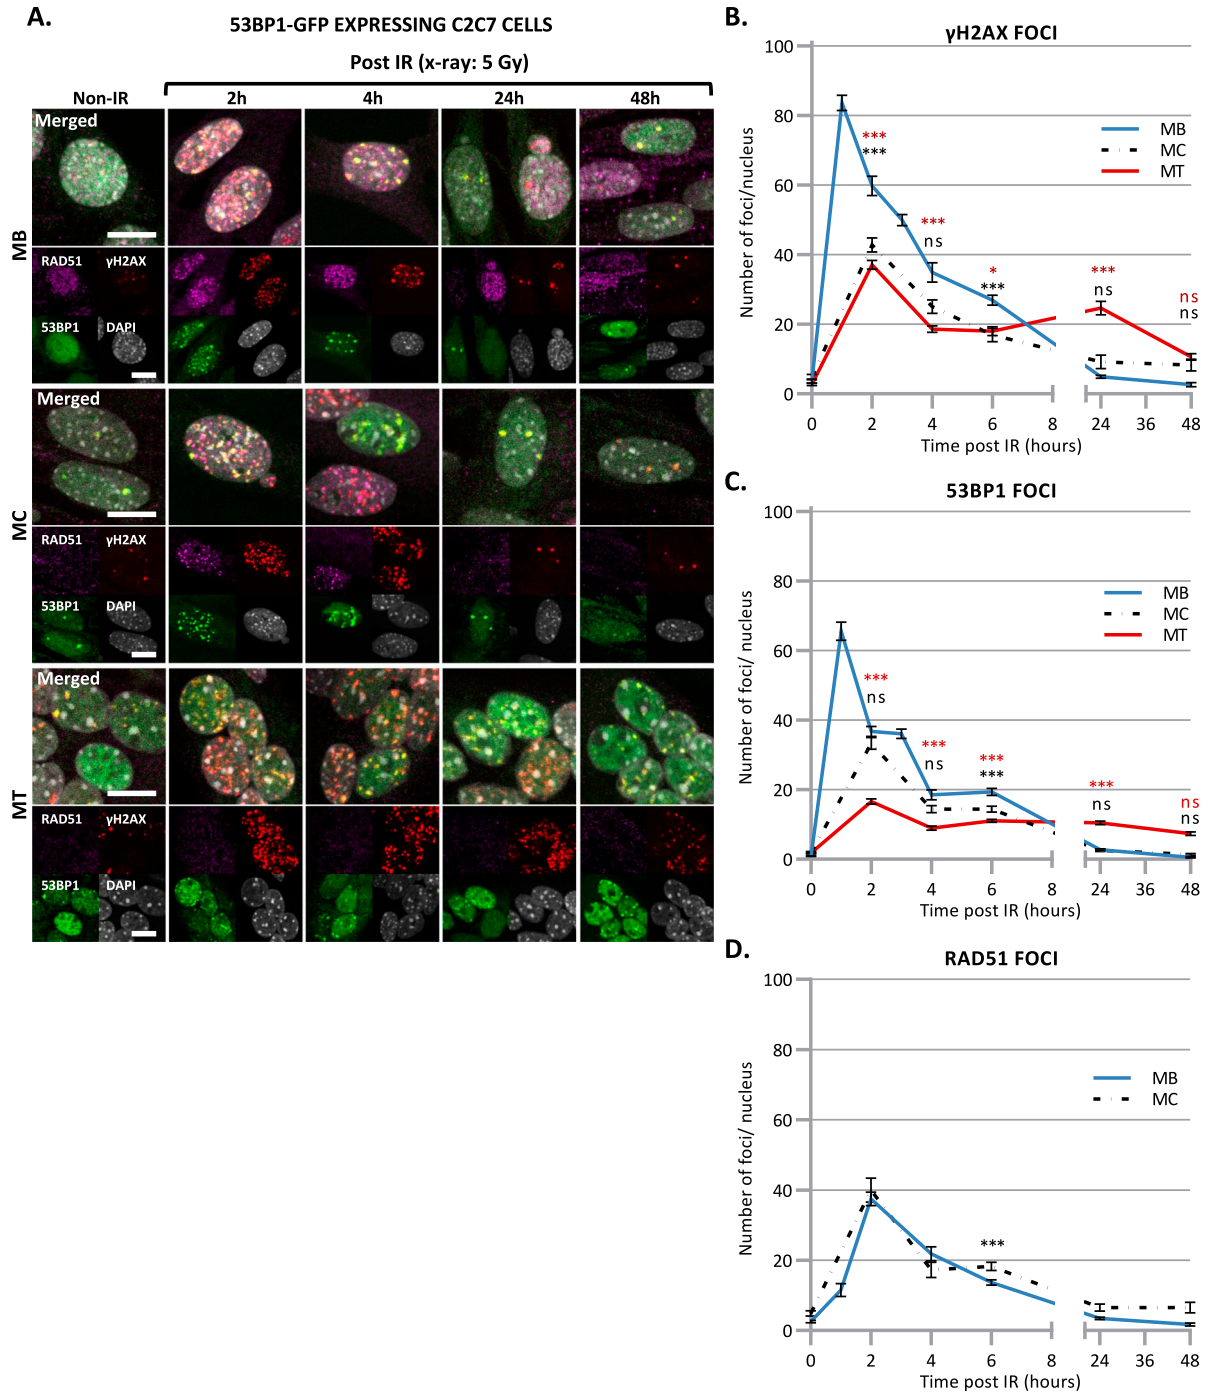 A.
53BP1-GFP EXPRESSING C2C7 CELLS
Post IR (x-ray: 5 Gy)
Non-IR 2h 4h 24h 48h
MB
Merged
RAD51 γH2AX
53BP1 DAPI
MC
Merged
RAD51 γH2AX
53BP1 DAPI
MT
Merged
RAD51 γH2AX
53BP1 DAPI
B.
γH2AX FOCI
Number of foci/nucleus
100
80
60
40
20
0
MB
MC
MT
***
***
***
ns
*
***
***
ns
ns
ns
0 2 4 6 8 24 36 48
Time post IR (hours)
C.
53BP1 FOCI
Number of foci/ nucleus
100
80
60
40
20
0
MB
MC
MT
***
ns
***
ns
***
***
***
ns
ns
ns
0 2 4 6 8 24 36 48
Time post IR (hours)
D.
RAD51 FOCI
Number of foci/ nucleus
100
80
60
40
20
0
MB
MC
***
0 2 4 6 8 24 36 48
Time post IR (hours)